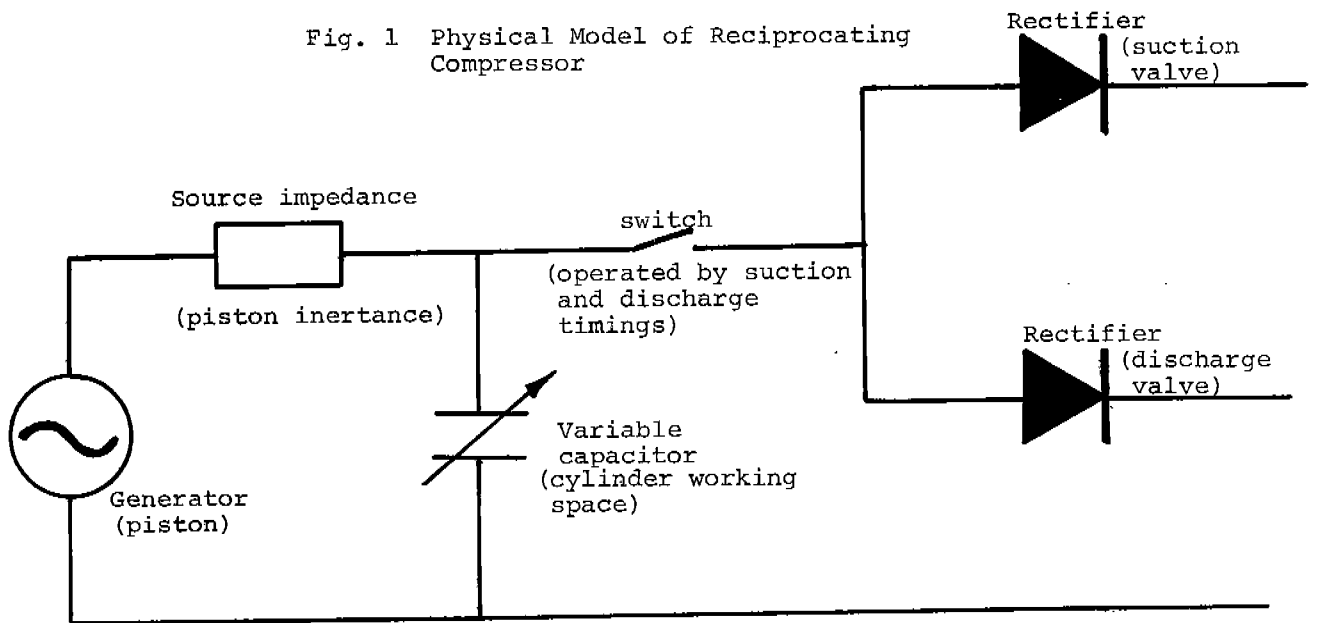 Fig. 1 Physical Model of Reciprocating
Compressor
Rectifier
(suction
valve)
Source impedance
(piston inertance)
switch
(operated by suction
and discharge
timings)
Rectifier
(discharge
valve)
Variable
capacitor
(cylinder working
space)
Generator
(piston)